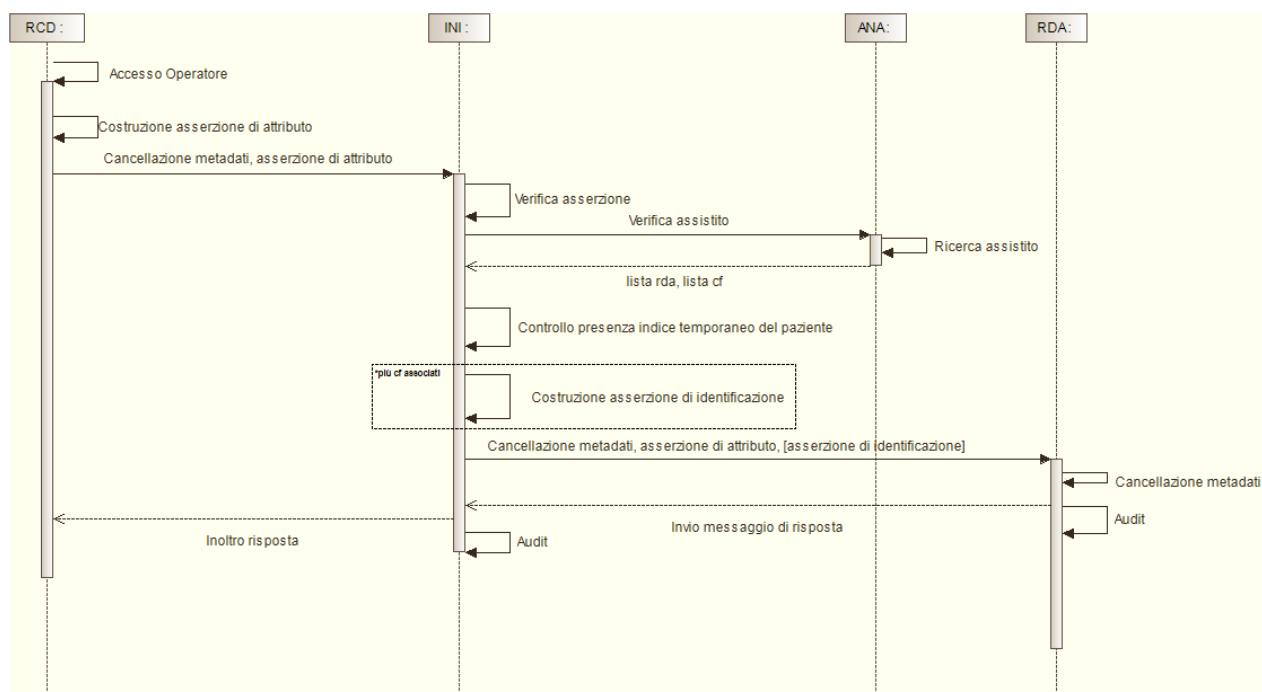 RCD :
INI :
ANA:
RDA:
Accesso Operatore
Costruzione asserzione di attributo
Cancellazione metadati, asserzione di attributo
Verifica asserzione
Verifica assistito
Ricerca assistito
lista rda, lista cf
Controllo presenza indice temporaneo del paziente
*più cf associati
Costruzione asserzione di identificazione
Cancellazione metadati, asserzione di attributo, [asserzione di identificazione]
Cancellazione metadati
Invio messaggio di risposta
Audit
Inoltro risposta
Audit